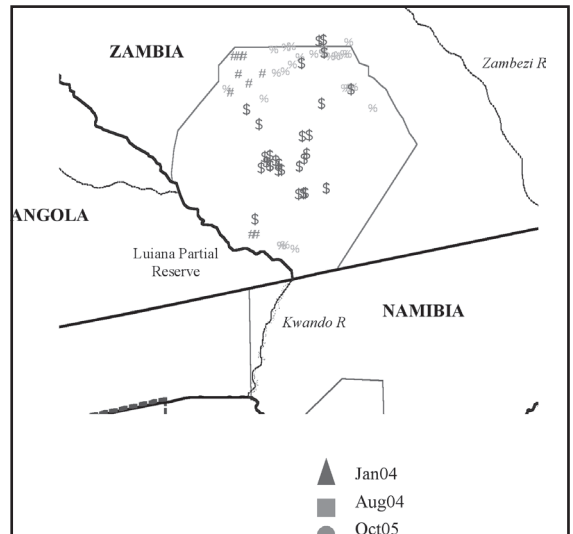 ZAMBIA
Zambezi R
ANGOLA
Luiana Partial
Reserve
Kwando R
NAMIBIA
Jan04
Aug04
Oct05